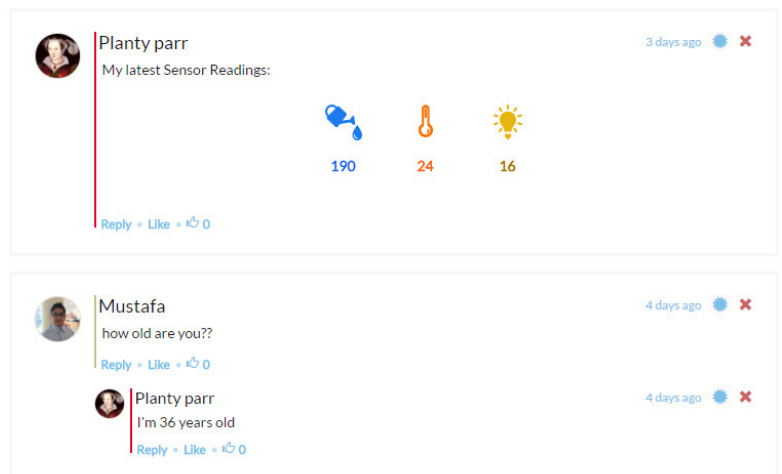 Planty parr
3 days ago
My latest Sensor Readings:
190 24 16
Reply • Like • 0
Mustafa
4 days ago
how old are you??
Reply • Like • 0
Planty parr
4 days ago
I'm 36 years old
Reply • Like • 0